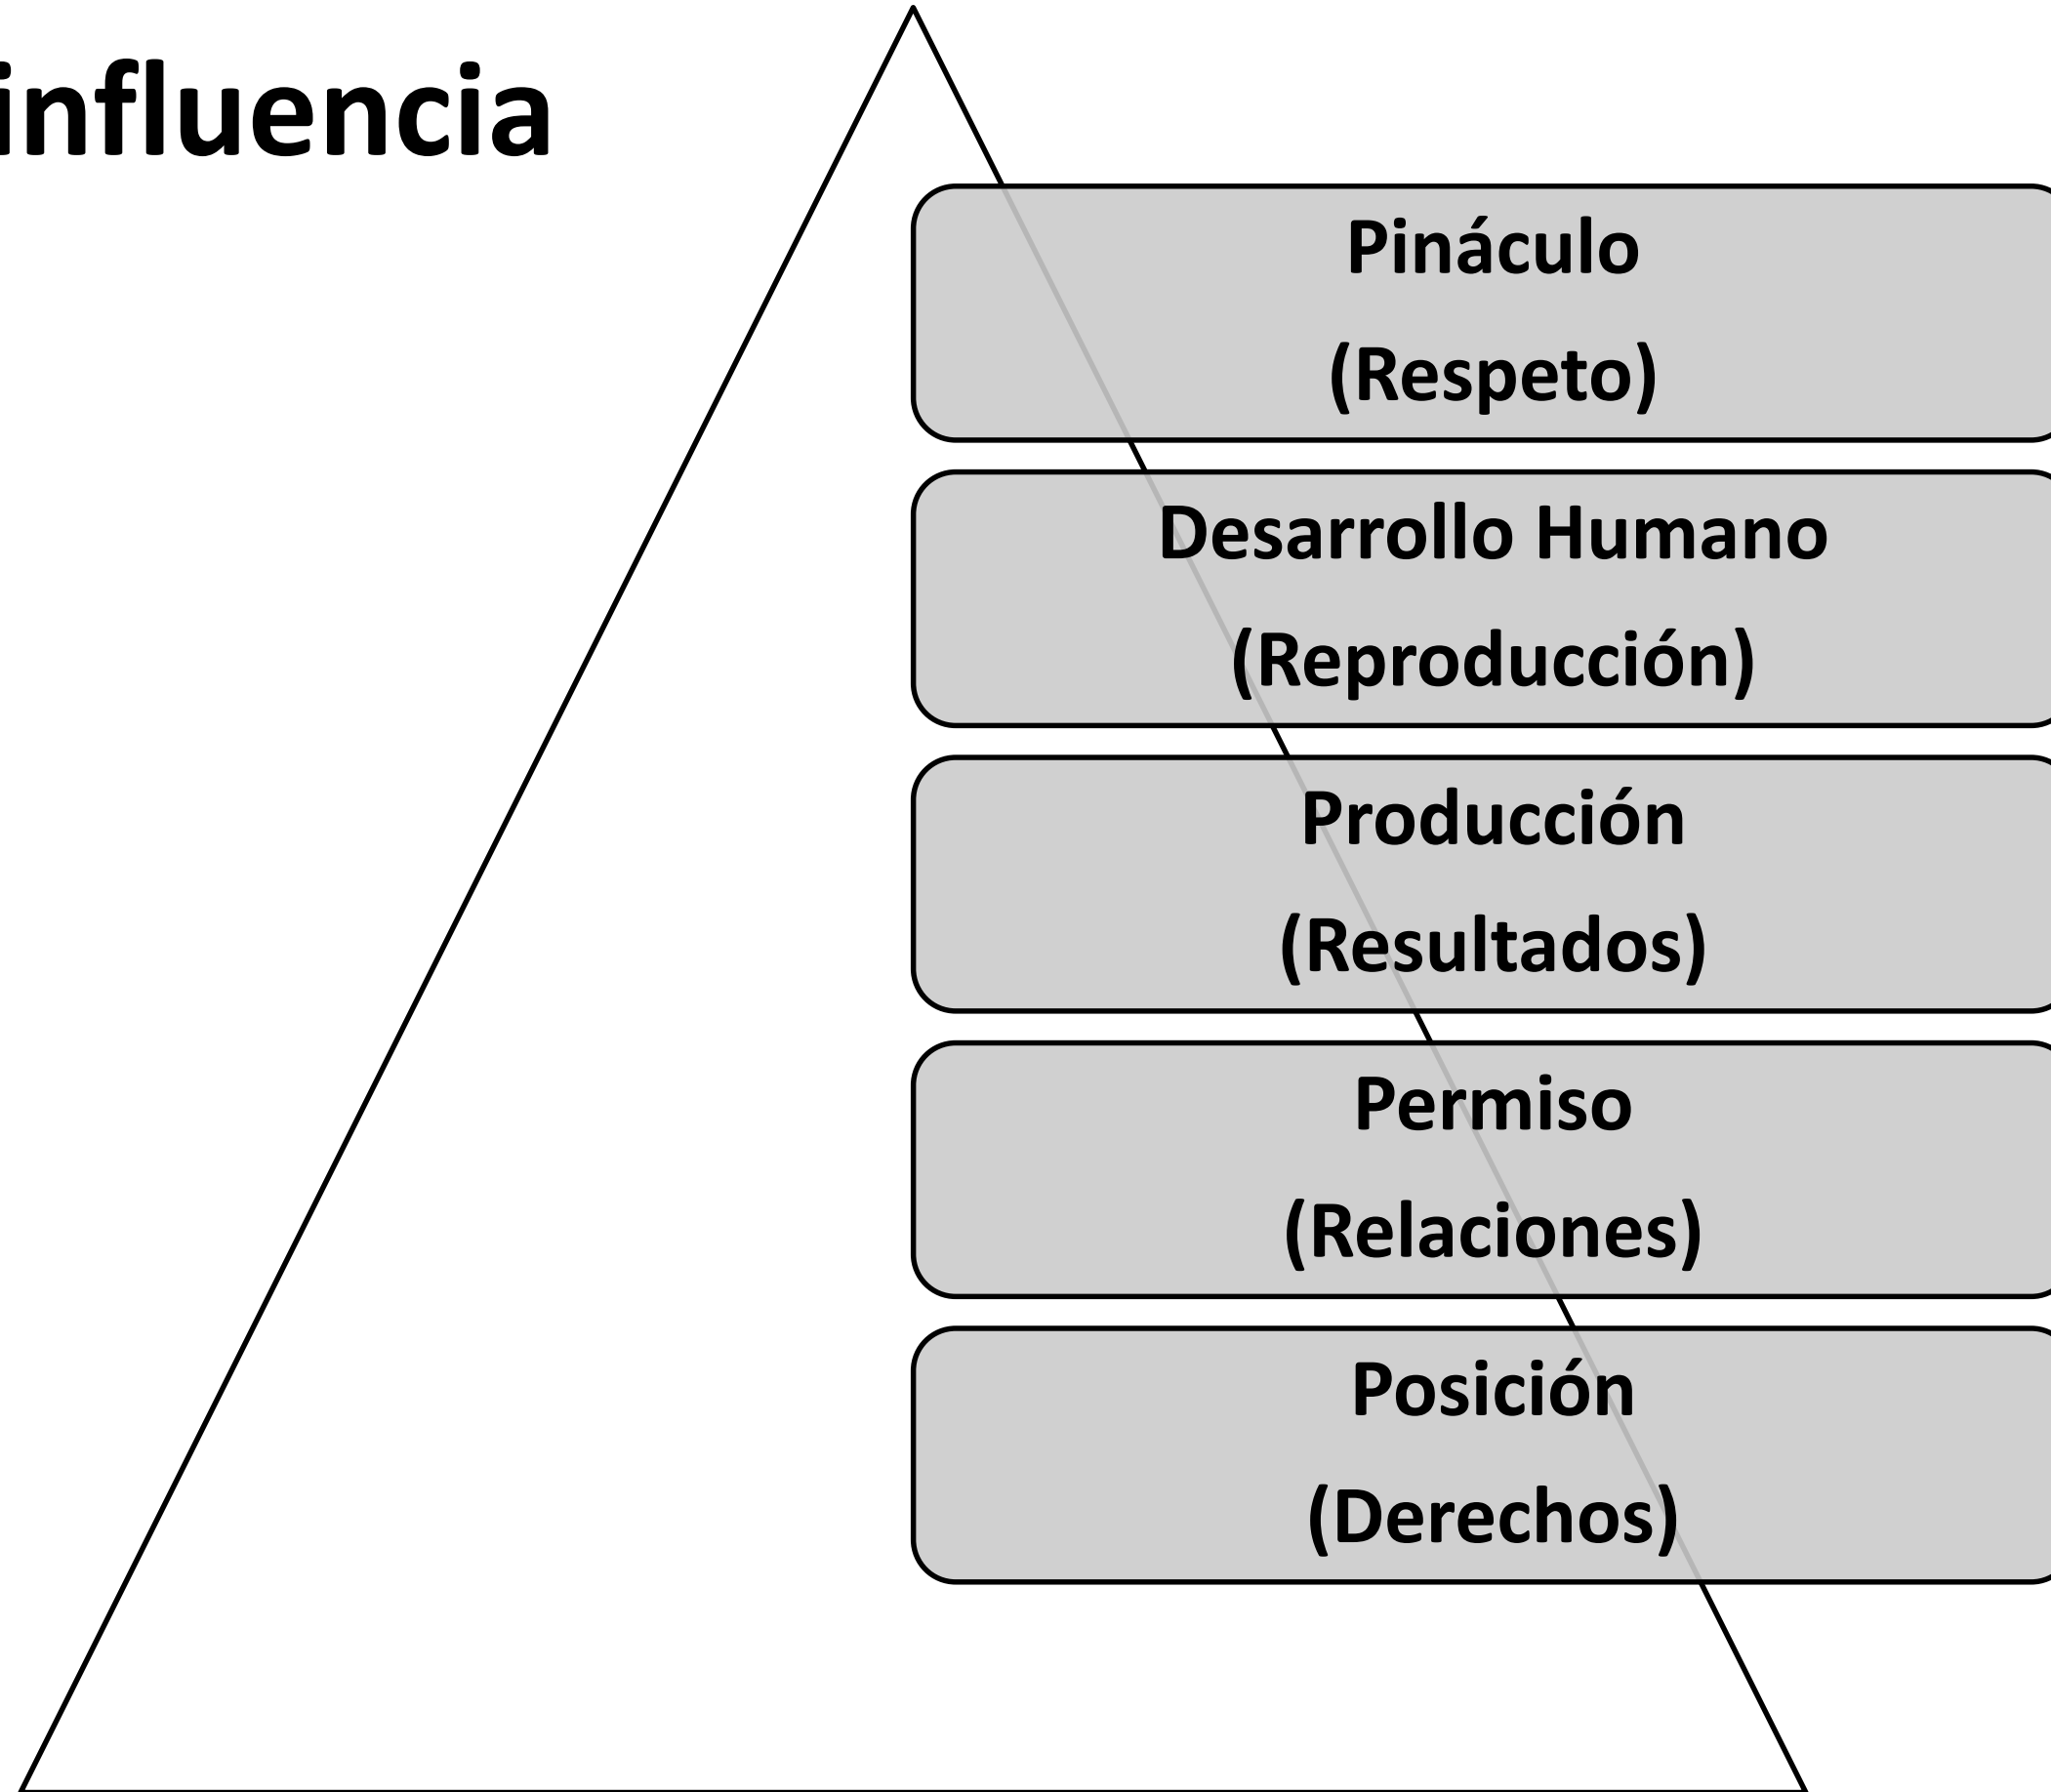 influencia
Pináculo
(Respeto)
Desarrollo Humano
(Reproducción)
Producción
(Resultados)
Permiso
(Relaciones)
Posición
(Derechos)